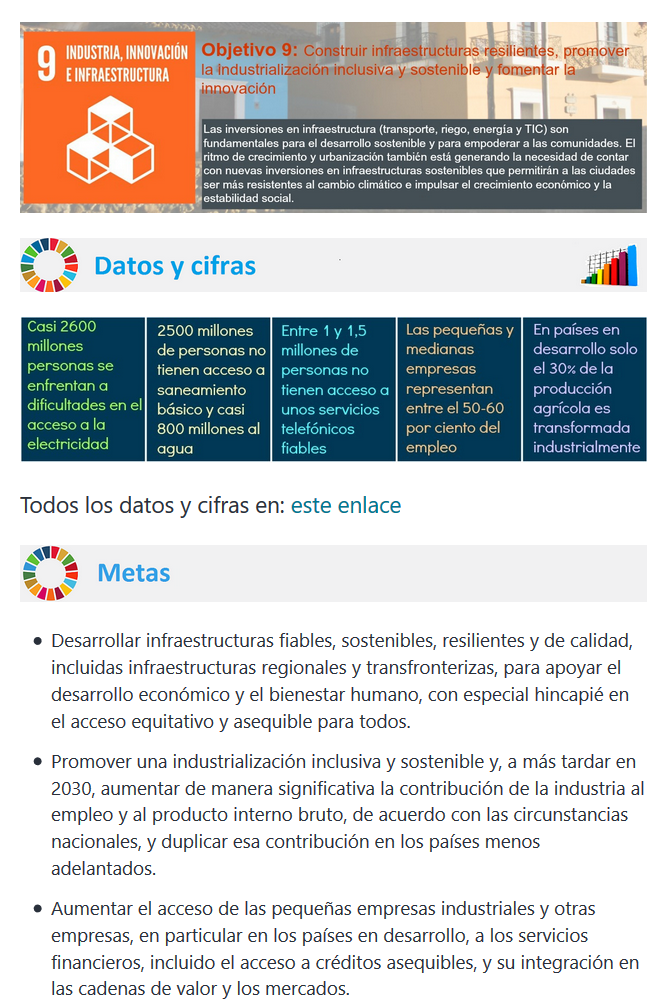 9 INDUSTRIA, INNOVACIÓN
E INFRAESTRUCTURA
Objetivo 9: Construir infraestructuras resilientes, promover
la industrialización inclusiva y sostenible y fomentar la
innovación
Las inversiones en infraestructura (transporte, riego, energía y TIC) son
fundamentales para el desarrollo sostenible y para empoderar a las comunidades. El
ritmo de crecimiento y urbanización también está generando la necesidad de contar
con nuevas inversiones en infraestructuras sostenibles que permitirán a las ciudades
ser más resistentes al cambio climático e impulsar el crecimiento económico y la
estabilidad social.
Datos y cifras
Casi 2600
millones
personas se
enfrentan a
dificultades en el
acceso a la
electricidad
2500 millones
de personas no
tienen acceso a
saneamiento
básico y casi
800 millones al
agua
Entre 1 y 1,5
millones de
personas no
tienen acceso a
unos servicios
telefónicos
fiables
Las pequeñas y
medianas
empresas
representan
entre el 50-60
por ciento del
empleo
En países en
desarrollo solo
el 30% de la
producción
agrícola es
transformada
industrialmente
Todos los datos y cifras en: este enlace
Metas
● Desarrollar infraestructuras fiables, sostenibles, resilientes y de calidad,
incluidas infraestructuras regionales y transfronterizas, para apoyar el
desarrollo económico y el bienestar humano, con especial hincapié en
el acceso equitativo y asequible para todos.
● Promover una industrialización inclusiva y sostenible y, a más tardar en
2030, aumentar de manera significativa la contribución de la industria al
empleo y al producto interno bruto, de acuerdo con las circunstancias
nacionales, y duplicar esa contribución en los países menos
adelantados.
● Aumentar el acceso de las pequeñas empresas industriales y otras
empresas, en particular en los países en desarrollo, a los servicios
financieros, incluido el acceso a créditos asequibles, y su integración en
las cadenas de valor y los mercados.